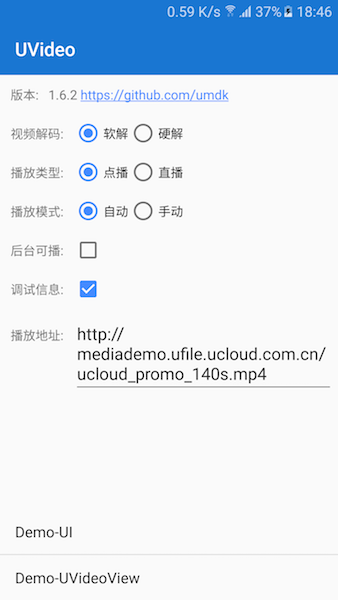 0.59 K/s 37% 18:46
UVideo
版本: 1.6.2 https://github.com/umdk
视频解码: 软解 硬解
播放类型: 点播 直播
播放模式: 自动 手动
后台可播:
调试信息:
播放地址: http://
mediademo.ufile.ucloud.com.cn/
ucloud_promo_140s.mp4
Demo-UI
Demo-UVideoView